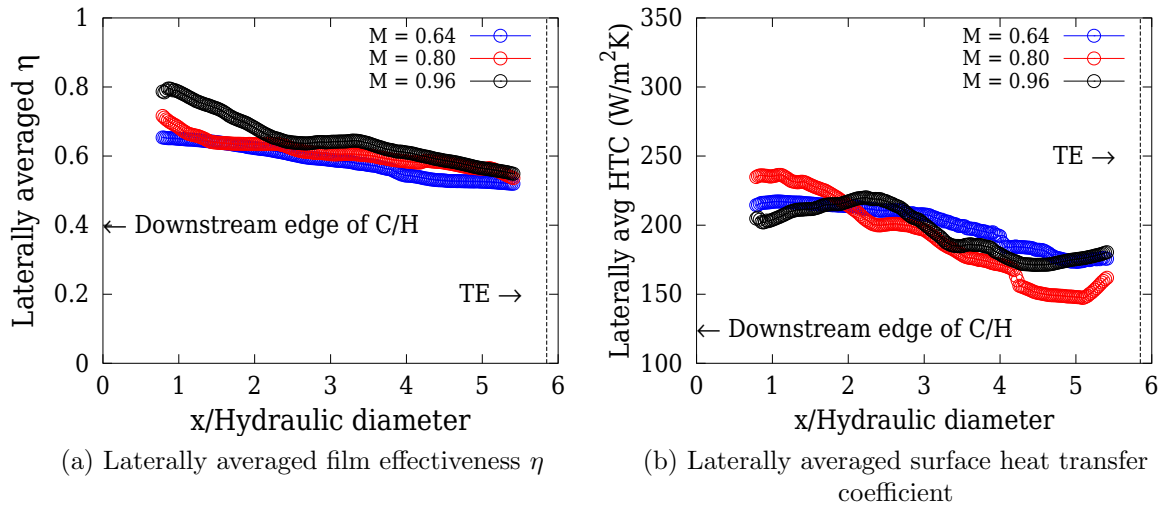 1
0.8
0.6
0.4
0.2
0
0 1 2 3 4 5 6
Laterally averaged η
x/Hydraulic diameter
M = 0.64
M = 0.80
M = 0.96
← Downstream edge of C/H
TE →
(a) Laterally averaged film effectiveness η
350
300
250
200
150
100
0 1 2 3 4 5 6
Laterally avg HTC (W/m²K)
x/Hydraulic diameter
M = 0.64
M = 0.80
M = 0.96
TE →
← Downstream edge of C/H
(b) Laterally averaged surface heat transfer
coefficient